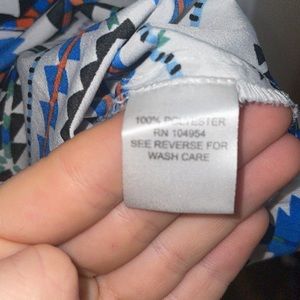 100% POLYESTER
RN 104954
SEE REVERSE FOR
WASH CARE